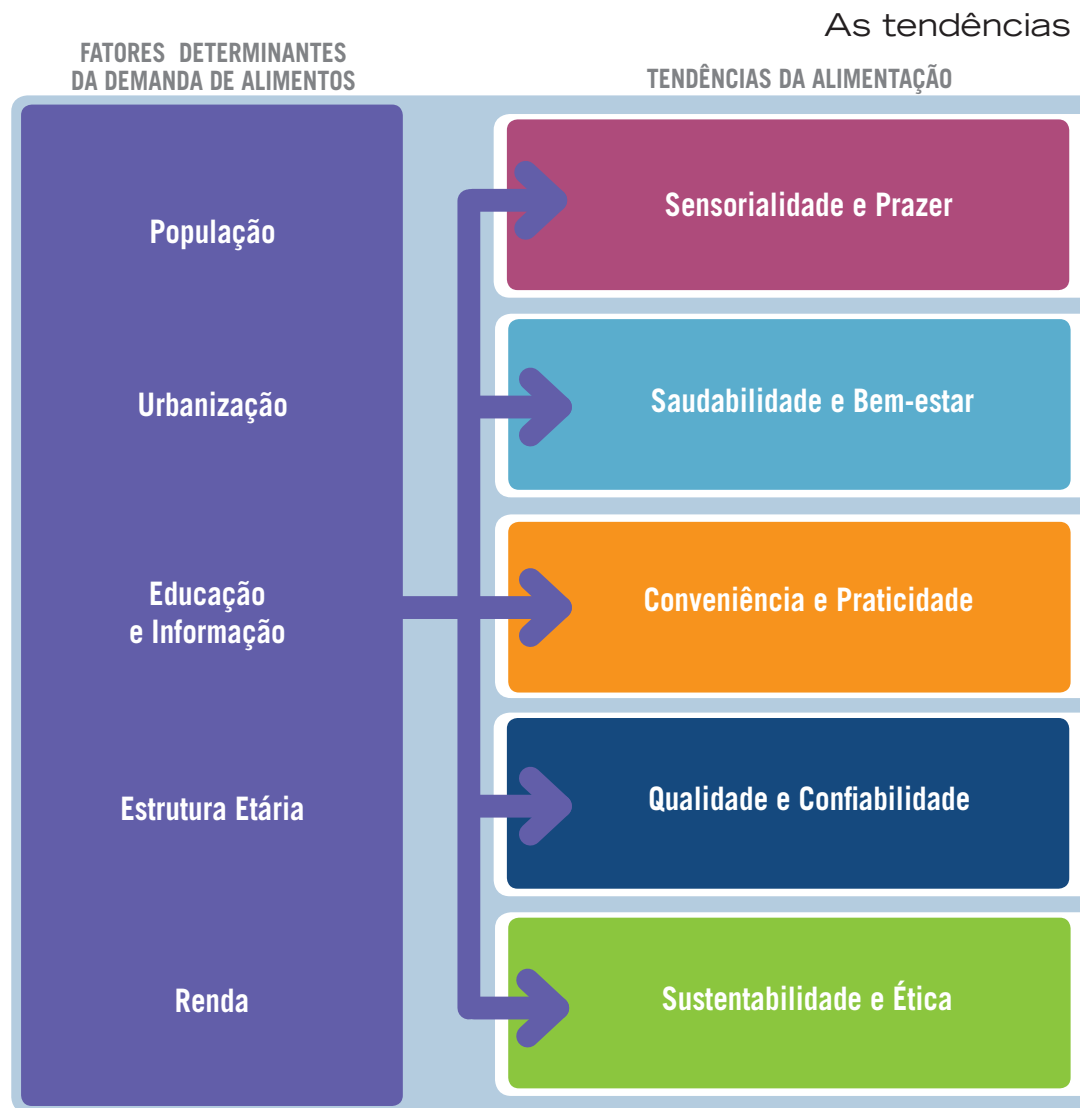 As tendências
FATORES DETERMINANTES
DA DEMANDA DE ALIMENTOS
População
Urbanização
Educação
e Informação
Estrutura Etária
Renda
TENDÊNCIAS DA ALIMENTAÇÃO
Sensorialidade e Prazer
Saudabilidade e Bem-estar
Conveniência e Praticidade
Qualidade e Confiabilidade
Sustentabilidade e Ética